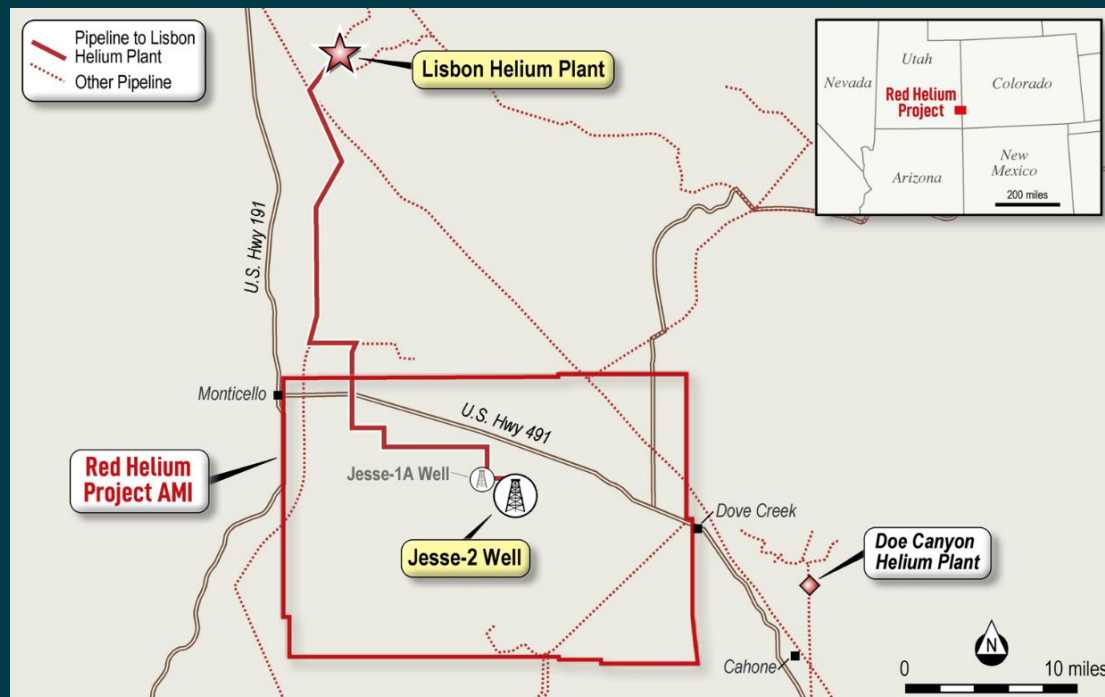 Pipeline to Lisbon
Helium Plant
Other Pipeline
Lisbon Helium Plant
Nevada
Utah
Colorado
Red Helium
Project
Arizona
New
Mexico
200 miles
U.S. Hwy 191
Monticello
U.S. Hwy 491
Red Helium
Project AMI
Jesse-1A Well
Jesse-2 Well
Dove Creek
Doe Canyon
Helium Plant
Cahone
N
0
10 miles